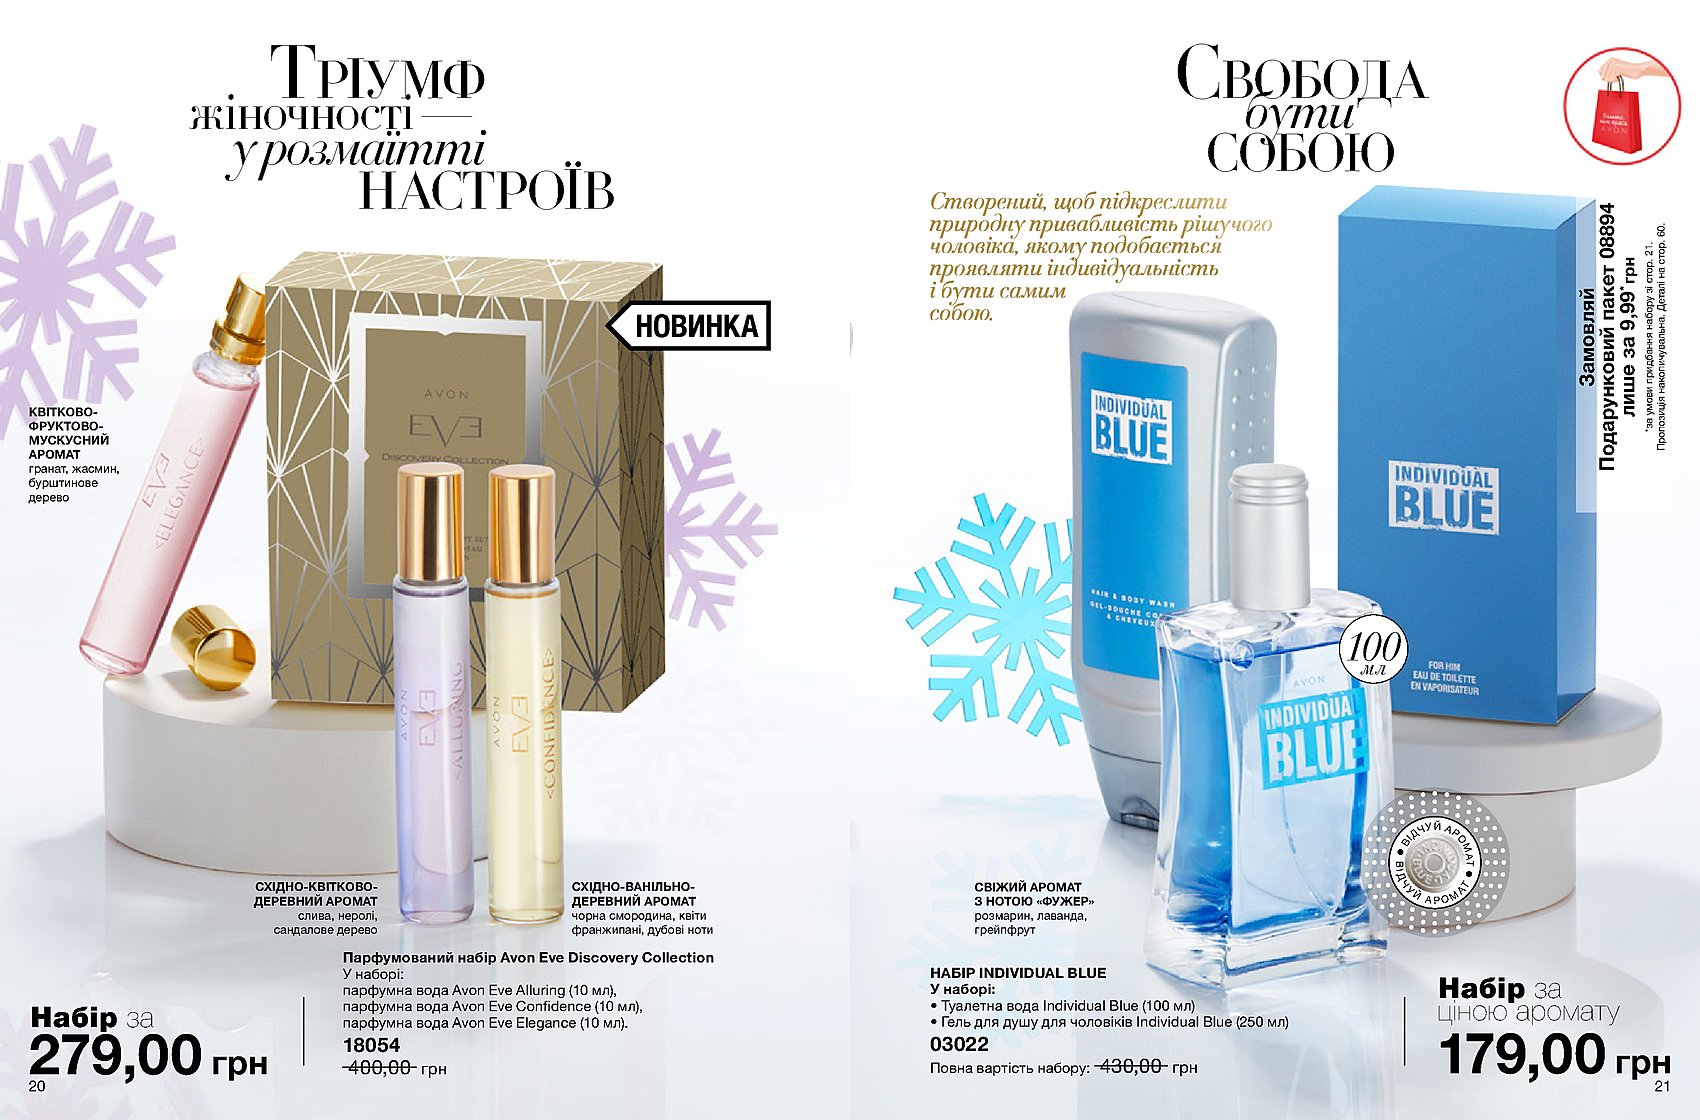 ТРІУМФ
жіночності —
у розмаїтті
НАСТРОЇВ
НОВИНКА
КВІТКОВО-
ФРУКТОВО-
МУСКУСНИЙ
АРОМАТ
гранат, жасмин,
бурштинове
дерево
EVE
<ELEGANCE>
AVON
EVE
DISCOVERY COLLECTION
AVON
EVE
<ALLURING
AVON
EVE
<CONFIDENCE>
СХІДНО-КВІТКОВО-
ДЕРЕВНИЙ АРОМАТ
слива, неролі,
сандалове дерево
СХІДНО-ВАНІЛЬНО-
ДЕРЕВНИЙ АРОМАТ
чорна смородина, квіти
франжипані, дубові ноти
Парфумований набір Avon Eve Discovery Collection
У наборі:
парфумна вода Avon Eve Alluring (10 мл),
парфумна вода Avon Eve Confidence (10 мл),
парфумна вода Avon Eve Elegance (10 мл).
18054
400,00 грн
Набір за
279,00 грн
20
СВОБОДА
бути
СОБОЮ
Створений, щоб підкреслити
природну привабливість рішучого
чоловіка, якому подобається
проявляти індивідуальність
і бути самим
собою.
AVON
Замовляй
Подарунковий пакет 08894
лише за 9,99* грн
*за умови придбання набору зі стор. 21.
Пропозиція накопичувальна. Деталі на стор. 60.
INDIVIDUAL
BLUE
HAIR & BODY WASH
GEL-DOUCHE CO
& CHEVEUX
INDIVIDUAL
BLUE
FOR HIM
EAU DE TOILETTE
EN VAPORISATEUR
100
мл
AVON
INDIVIDUAL
BLUE
ВІДЧУЙ АРОМАТ • ВІДЧУЙ АРОМАТ •
СВІЖИЙ АРОМАТ
З НОТОЮ «ФУЖЕР»
розмарин, лаванда,
грейпфрут
НАБІР INDIVIDUAL BLUE
У наборі:
• Туалетна вода Individual Blue (100 мл)
• Гель для душу для чоловіків Individual Blue (250 мл)
03022
Повна вартість набору: 430,00 грн
Набір за
ціною аромату
179,00 грн
21